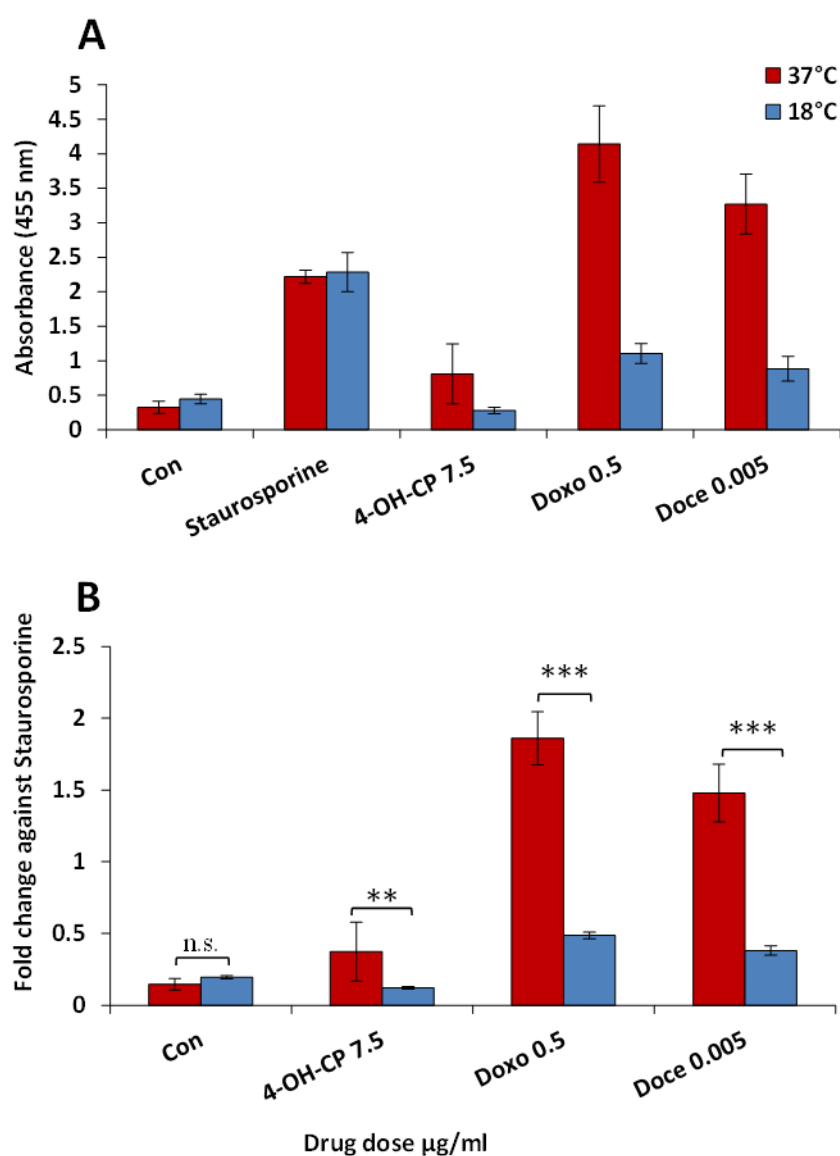 A
37°C
18°C
Absorbance (455 nm)
5
4.5
4
3.5
3
2.5
2
1.5
1
0.5
0
Con
Staurosporine
4-OH-CP 7.5
Doxo 0.5
Doce 0.005
B
Fold change against Staurosporine
2.5
2
1.5
1
0.5
0
n.s.
**
***
***
Con
4-OH-CP 7.5
Doxo 0.5
Doce 0.005
Drug dose µg/ml